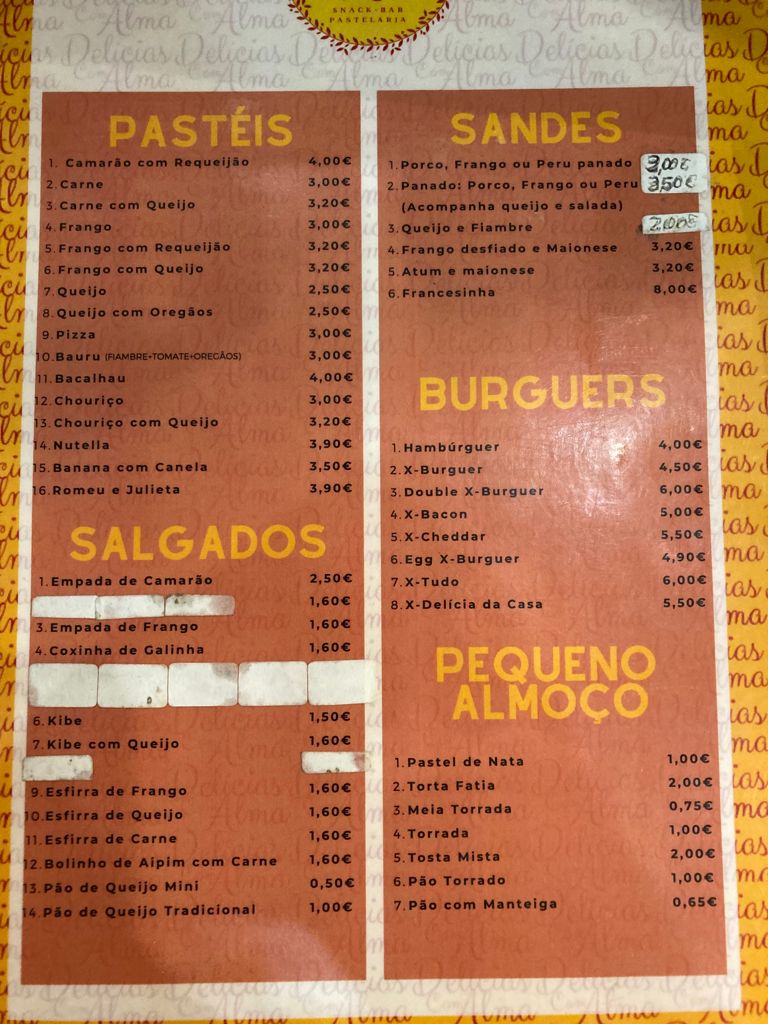 SNACK-BAR
PASTELARIA
PASTÉIS
1. Camarão com Requeijão 4,00€
2. Carne 3,00€
3. Carne com Queijo 3,20€
4. Frango 3,00€
5. Frango com Requeijão 3,20€
6. Frango com Queijo 3,20€
7. Queijo 2,50€
8. Queijo com Oregãos 2,50€
9. Pizza 3,00€
10. Bauru (FIAMBRE+TOMATE+OREGÃOS) 3,00€
11. Bacalhau 4,00€
12. Chouriço 3,00€
13. Chouriço com Queijo 3,20€
14. Nutella 3,90€
15. Banana com Canela 3,50€
16. Romeu e Julieta 3,90€
SALGADOS
1. Empada de Camarão 2,50€
1,60€
3. Empada de Frango 1,60€
4. Coxinha de Galinha 1,60€
6. Kibe 1,50€
7. Kibe com Queijo 1,60€
9. Esfirra de Frango 1,60€
10. Esfirra de Queijo 1,60€
11. Esfirra de Carne 1,60€
12. Bolinho de Aipim com Carne 1,60€
13. Pão de Queijo Mini 0,50€
14. Pão de Queijo Tradicional 1,00€
SANDES
1. Porco, Frango ou Peru panado 3,00€
2. Panado: Porco, Frango ou Peru 3,50€
(Acompanha queijo e salada)
3. Queijo e Fiambre 2,00€
4. Frango desfiado e Maionese 3,20€
5. Atum e maionese 3,20€
6. Francesinha 8,00€
BURGUERS
1. Hambúrguer 4,00€
2. X-Burguer 4,50€
3. Double X-Burguer 6,00€
4. X-Bacon 5,00€
5. X-Cheddar 5,50€
6. Egg X-Burguer 4,90€
7. X-Tudo 6,00€
8. X-Delícia da Casa 5,50€
PEQUENO
ALMOÇO
1. Pastel de Nata 1,00€
2. Torta Fatia 2,00€
3. Meia Torrada 0,75€
4. Torrada 1,00€
5. Tosta Mista 2,00€
6. Pão Torrado 1,00€
7. Pão com Manteiga 0,65€